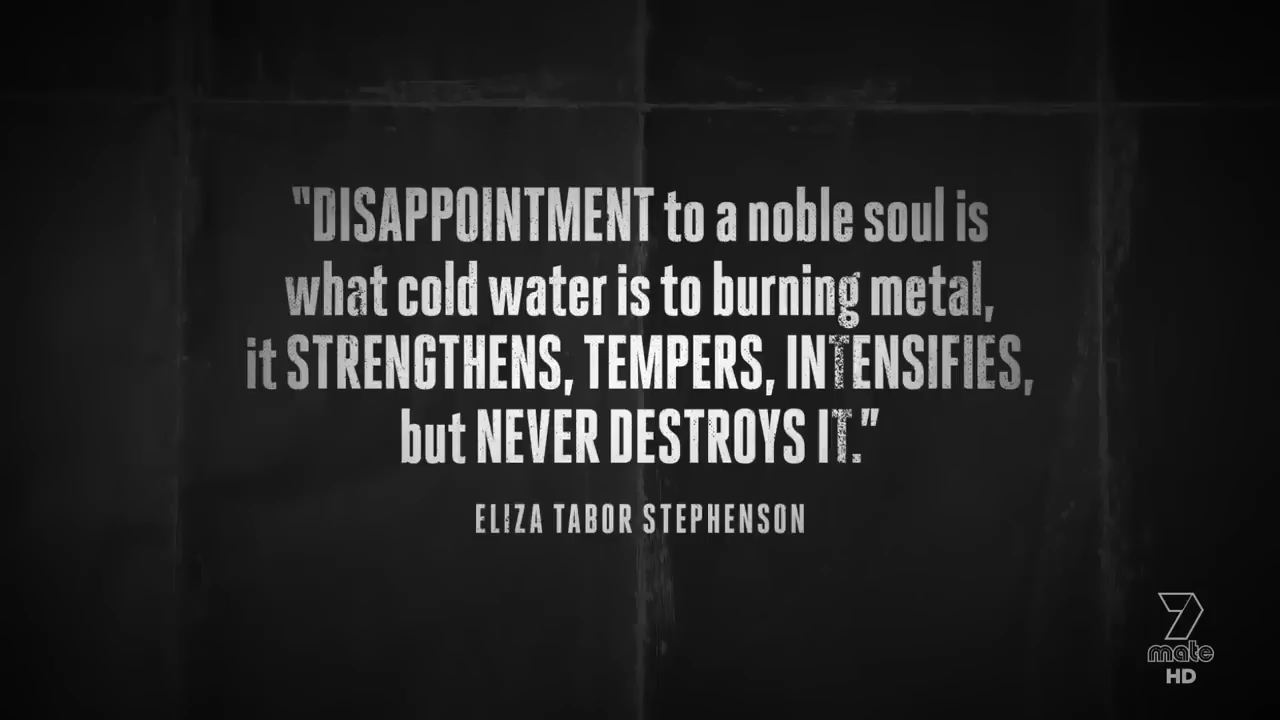 "DISAPPOINTMENT to a noble soul is
what cold water is to burning metal,
it STRENGTHENS, TEMPERS, INTENSIFIES,
but NEVER DESTROYS IT."
ELIZA TABOR STEPHENSON
7
mate
HD